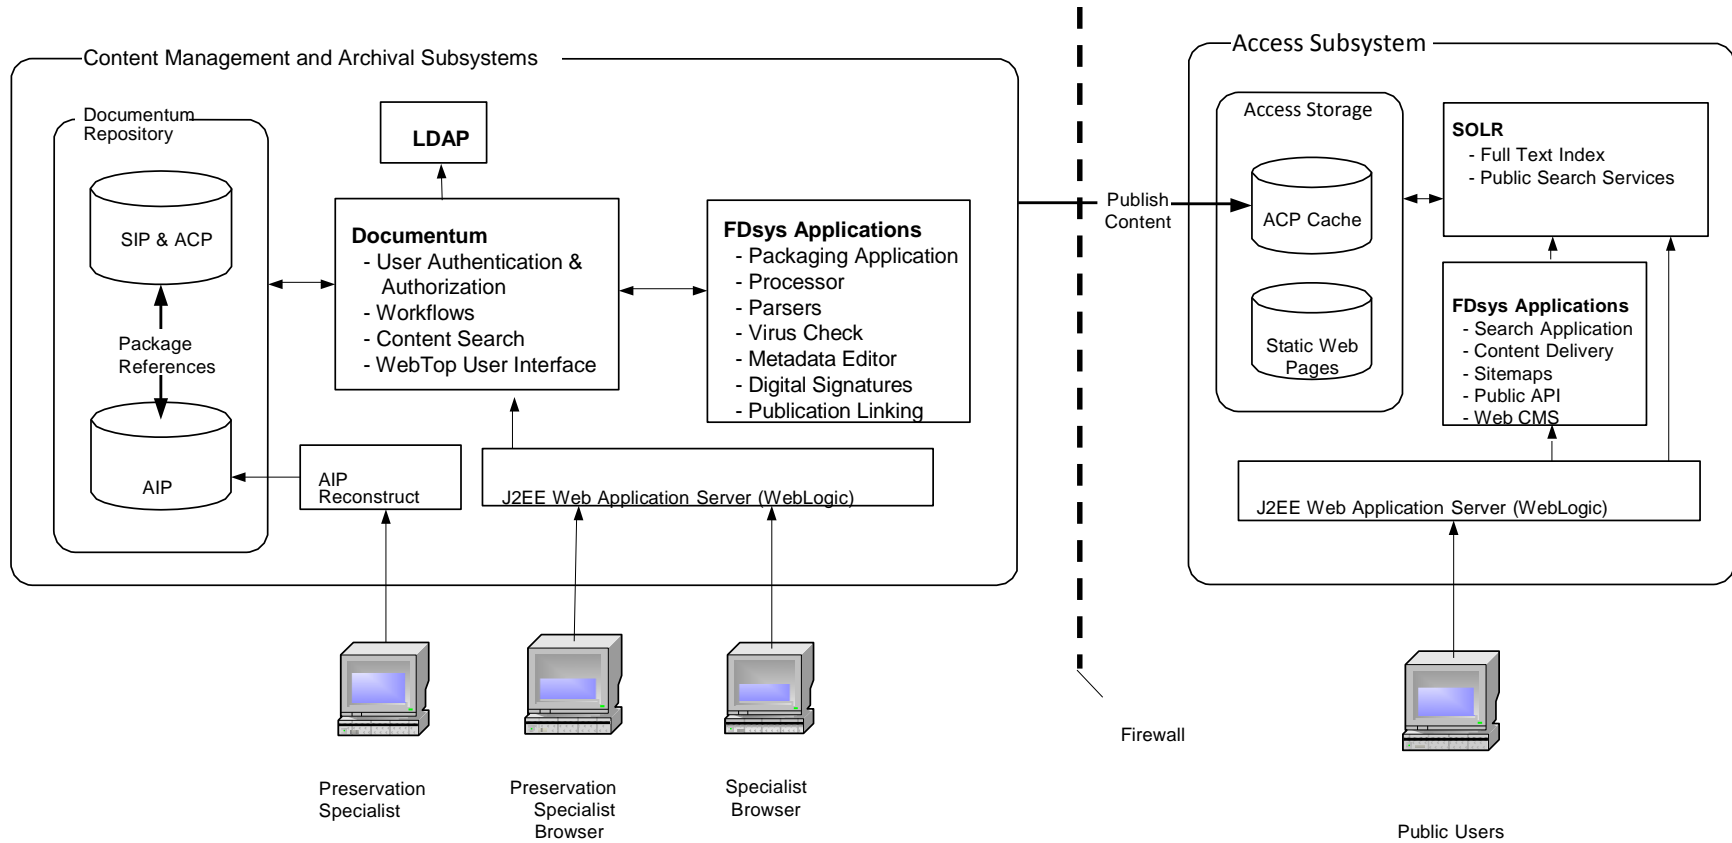 Content Management and Archival Subsystems
Documentum
Repository
SIP & ACP
Package
References
AIP
LDAP
Documentum
- User Authentication &
Authorization
- Workflows
- Content Search
- WebTop User Interface
FDsys Applications
- Packaging Application
- Processor
- Parsers
- Virus Check
- Metadata Editor
- Digital Signatures
- Publication Linking
AIP
Reconstruct
J2EE Web Application Server (WebLogic)
Preservation
Specialist
Preservation
Specialist
Browser
Specialist
Browser
Publish
Content
Firewall
Access Subsystem
Access Storage
ACP Cache
Static Web
Pages
SOLR
- Full Text Index
- Public Search Services
FDsys Applications
- Search Application
- Content Delivery
- Sitemaps
- Public API
- Web CMS
J2EE Web Application Server (WebLogic)
Public Users